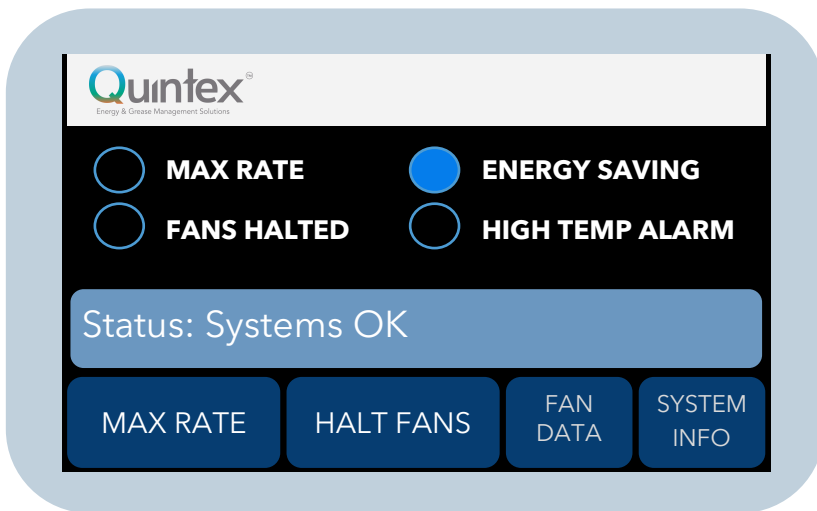 Quintex®™
Energy & Grease Management Solutions
MAX RATE
ENERGY SAVING
FANS HALTED
HIGH TEMP ALARM
Status: Systems OK
MAX RATE
HALT FANS
FAN
DATA
SYSTEM
INFO